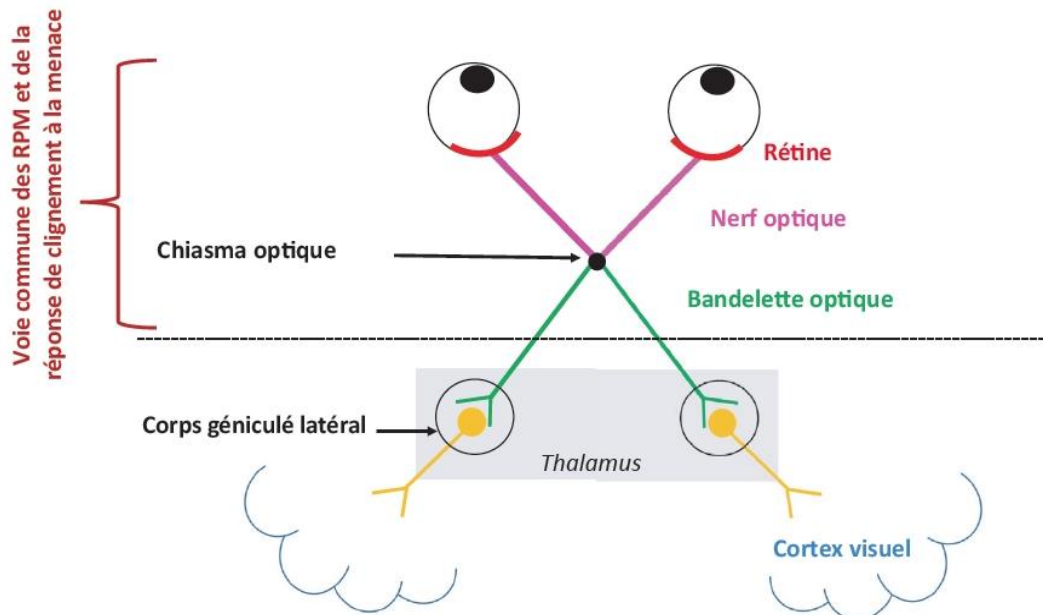 Voie commune des RPM et de la
réponse de clignement à la menace
Rétine
Nerf optique
Chiasma optique
Bandelette optique
Corps géniculé latéral
Thalamus
Cortex visuel